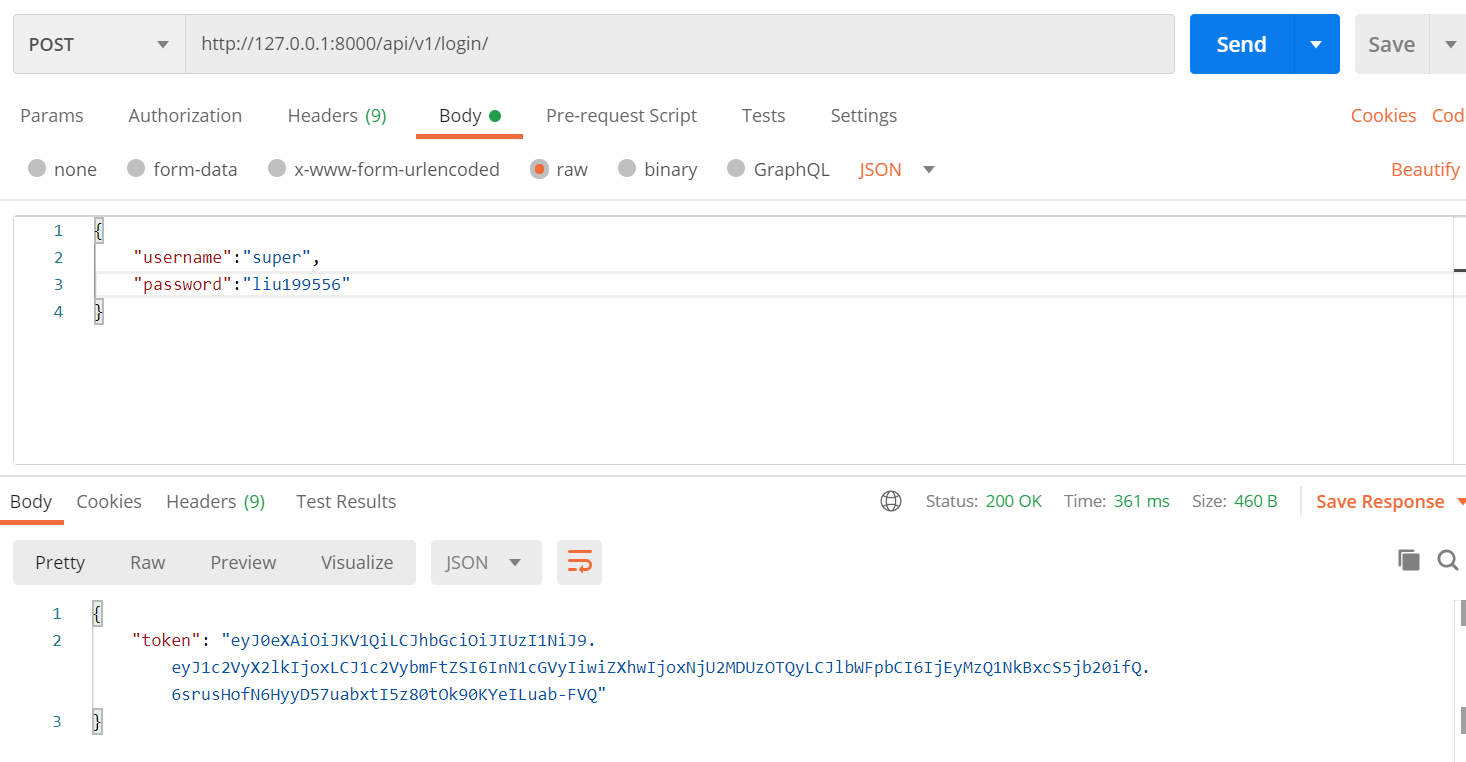 POST http://127.0.0.1:8000/api/v1/login/ Send Save
Params Authorization Headers (9) Body Pre-request Script Tests Settings Cookies Cod
none form-data x-www-form-urlencoded raw binary GraphQL JSON Beautify
1 {
2 "username":"super",
3 "password":"liu199556"
4 }
Body Cookies Headers (9) Test Results Status: 200 OK Time: 361 ms Size: 460 B Save Response
Pretty Raw Preview Visualize JSON
1 {
2 "token": "eyJ0eXAiOiJKV1QiLCJhbGciOiJIUzI1NiJ9.
eyJ1c2VyX2lkIjoxLCJ1c2VybmFtZSI6InN1cGVyIiwiZXhwIjoxNjU2MDUzOTQyLCJlbWFpbCI6IjEyMzQ1NkBxcS5jb20ifQ.
6srusHofN6HyyD57uabxtI5z80tOk90KYeILuab-FVQ"
3 }